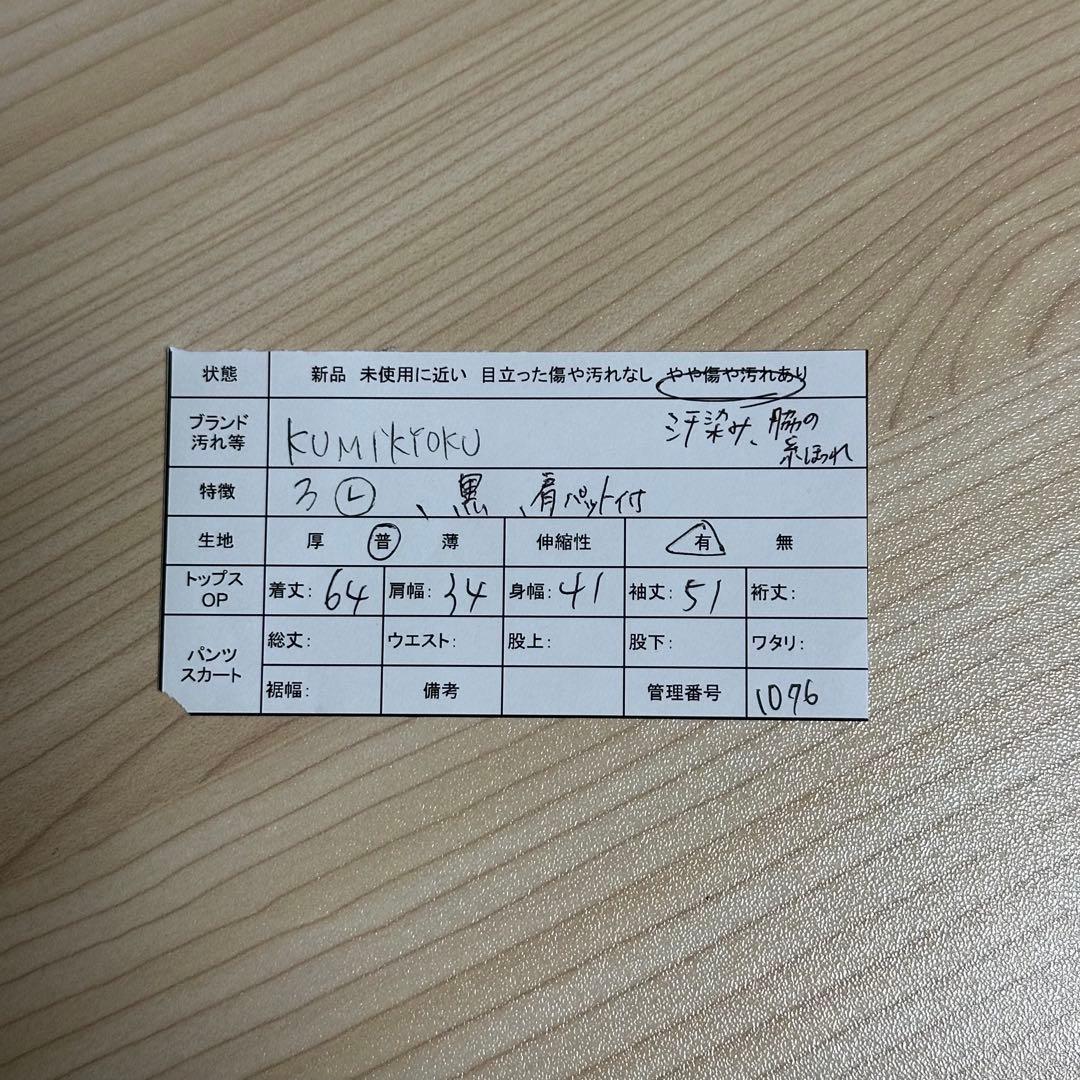 状態 新品 未使用に近い 目立った傷や汚れなし やや傷や汚れあり
ブランド 汚れ等 KUMIKYOKU 汗染み、脇の
糸ほつれ
特徴 3 L 、黒、肩パット付
生地 厚 普 薄 伸縮性 有 無
トップス OP 着丈: 64 肩幅: 34 身幅: 41 袖丈: 51 裄丈:
パンツ スカート 総丈: ウエスト: 股上: 股下: ワタリ:
裾幅: 備考 管理番号 1076